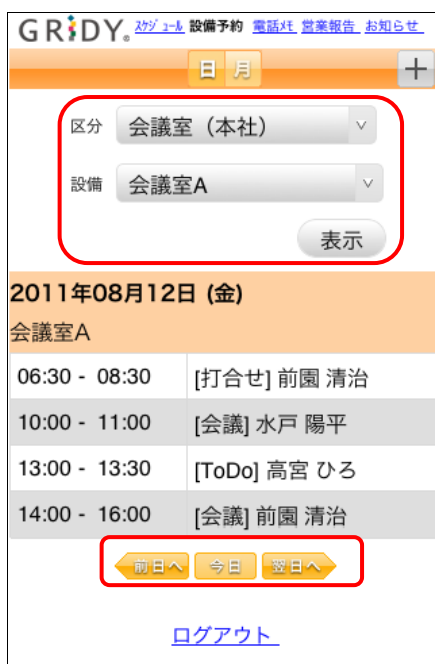 GRiDY. スケジュール 設備予約 電話メモ 営業報告 お知らせ
日 月 +
区分 会議室（本社）
設備 会議室A
表示
2011年08月12日 (金)
会議室A
06:30 - 08:30 [打合せ] 前園 清治
10:00 - 11:00 [会議] 水戸 陽平
13:00 - 13:30 [ToDo] 高宮 ひろ
14:00 - 16:00 [会議] 前園 清治
前日へ 今日 翌日へ
ログアウト